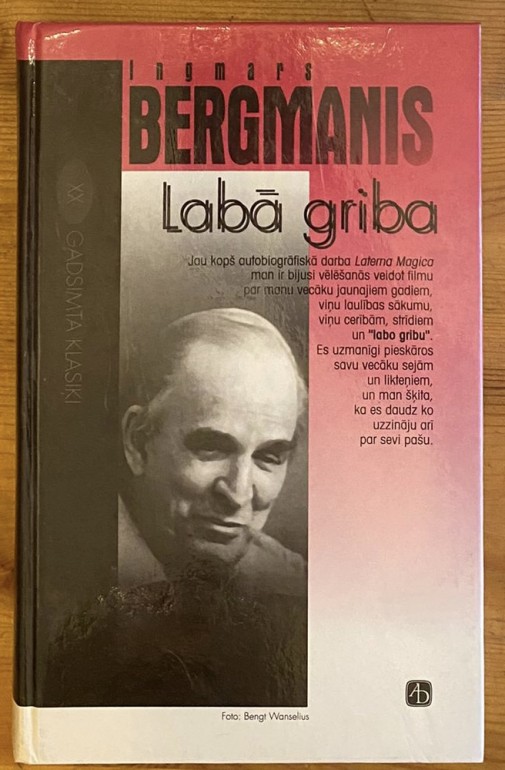 Ingmars
BERGMANIS
Labā griba
Jau kopš autobiogrāfiskā darba Laterna Magica
man ir bijusi vēlēšanās veidot filmu
par manu vecāku jaunajiem gadiem,
viņu laulības sākumu,
viņu cerībām, strīdiem
un "labo gribu".
Es uzmanīgi pieskāros
savu vecāku sejām
un likteņiem,
un man šķita,
ka es daudz ko
uzzināju arī
par sevi pašu.
XX GADSIMTA KLASIKI
AD
Foto: Bengt Wanselius